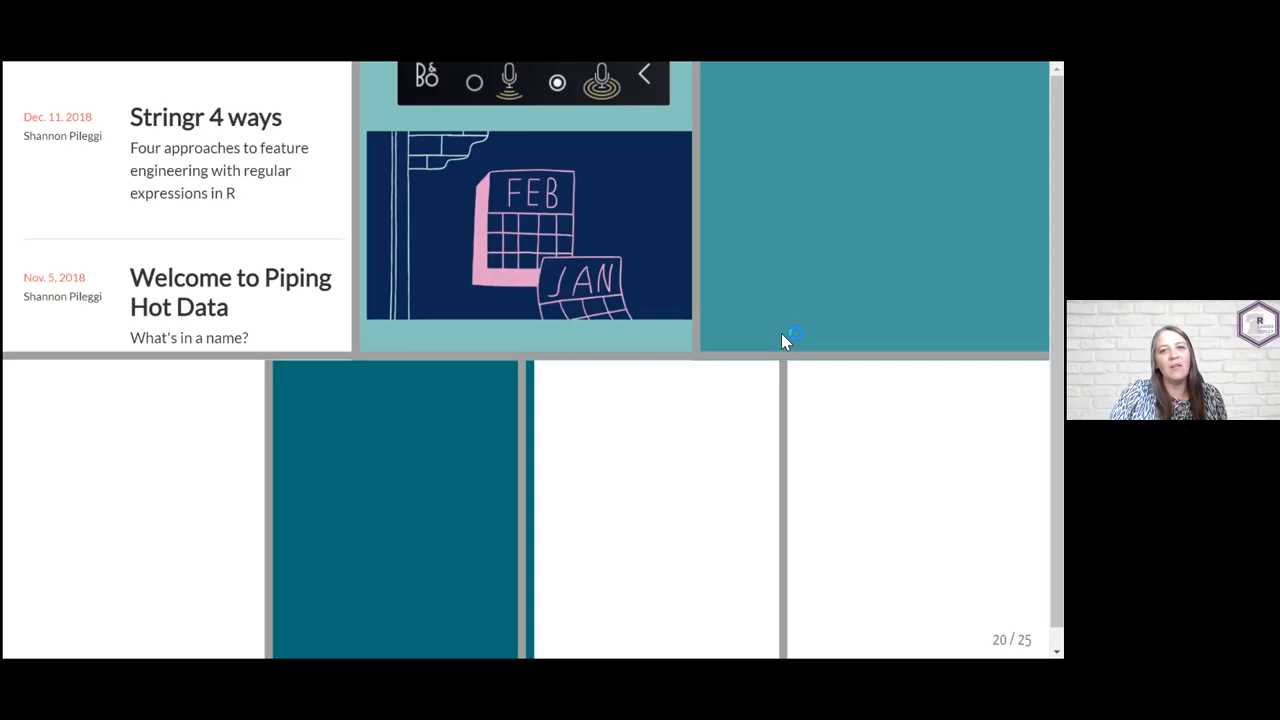 Dec. 11, 2018
Shannon Pileggi
Stringr 4 ways
Four approaches to feature
engineering with regular
expressions in R
Nov. 5, 2018
Shannon Pileggi
Welcome to Piping
Hot Data
What's in a name?
B&
BO
FEB
JAN
20 / 25
R